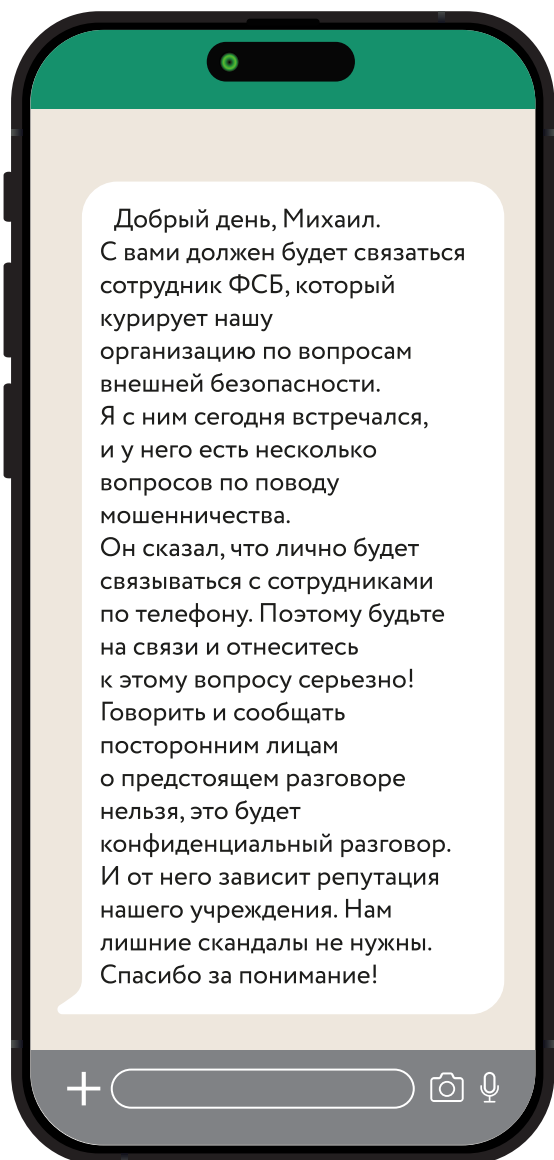 Добрый день, Михаил.
С вами должен будет связаться
сотрудник ФСБ, который
курирует нашу
организацию по вопросам
внешней безопасности.
Я с ним сегодня встречался,
и у него есть несколько
вопросов по поводу
мошенничества.
Он сказал, что лично будет
связываться с сотрудниками
по телефону. Поэтому будьте
на связи и отнеситесь
к этому вопросу серьезно!
Говорить и сообщать
посторонним лицам
о предстоящем разговоре
нельзя, это будет
конфиденциальный разговор.
И от него зависит репутация
нашего учреждения. Нам
лишние скандалы не нужны.
Спасибо за понимание!